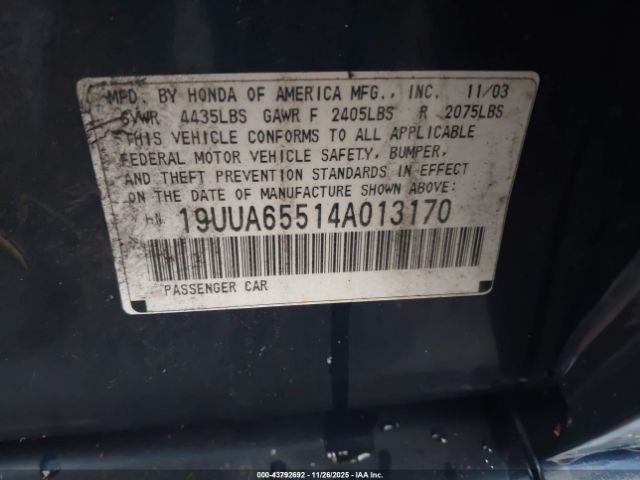 MFD. BY HONDA OF AMERICA MFG., INC. 11/03
GVWR 4435LBS GAWR F 2405LBS R 2075LBS
THIS VEHICLE CONFORMS TO ALL APPLICABLE
FEDERAL MOTOR VEHICLE SAFETY, BUMPER,
AND THEFT PREVENTION STANDARDS IN EFFECT
ON THE DATE OF MANUFACTURE SHOWN ABOVE:
19UUA65514A013170
PASSENGER CAR
000-43792692 - 11/26/2025 - IAA Inc.